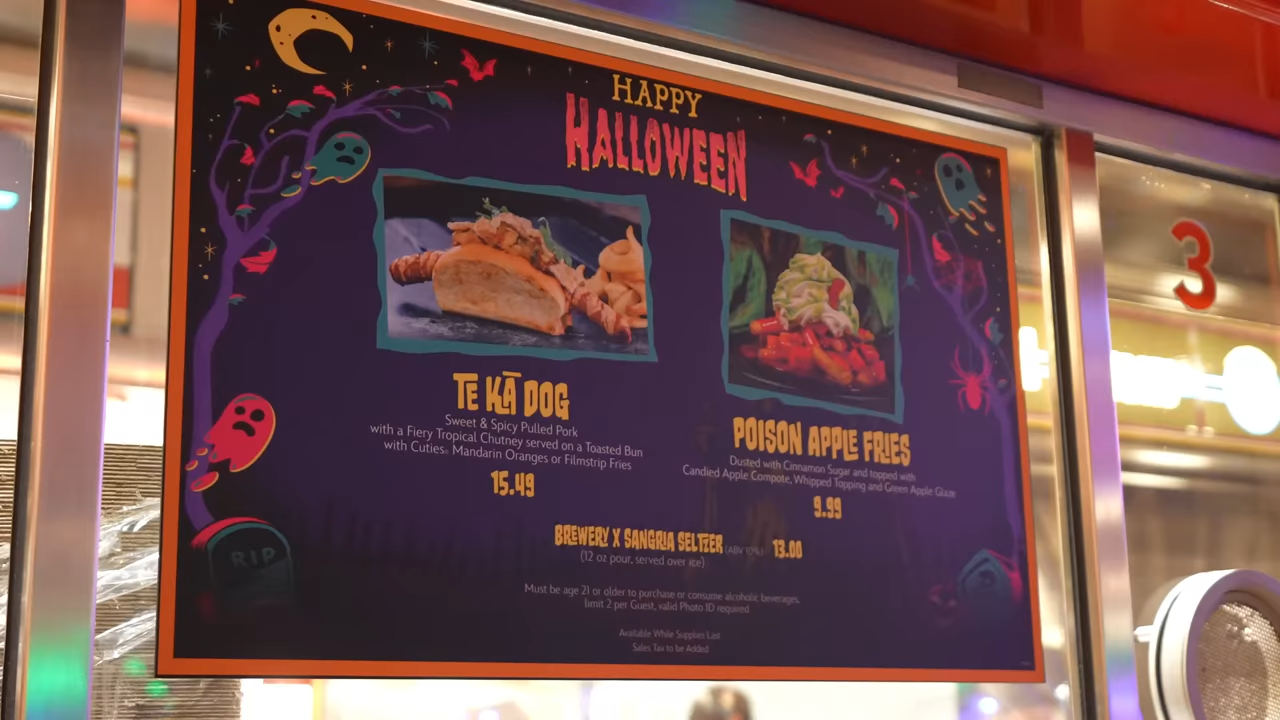 HAPPY
HALLOWEEN
TE KĀ DOG
Sweet & Spicy Pulled Pork
with a Fiery Tropical Chutney served on a Toasted Bun
with Cuties® Mandarin Oranges or Filmstrip Fries
15.49
POISON APPLE FRIES
Dusted with Cinnamon Sugar and topped with
Candied Apple Compote, Whipped Topping and Green Apple Glaze
9.99
BREWERY X SANGRIA SELTZER (ABV 10%) 13.00
(12 oz pour, served over ice)
Must be age 21 or older to purchase or consume alcoholic beverages,
limit 2 per Guest, valid Photo ID required
Available While Supplies Last
Sales Tax to be Added
RIP
3